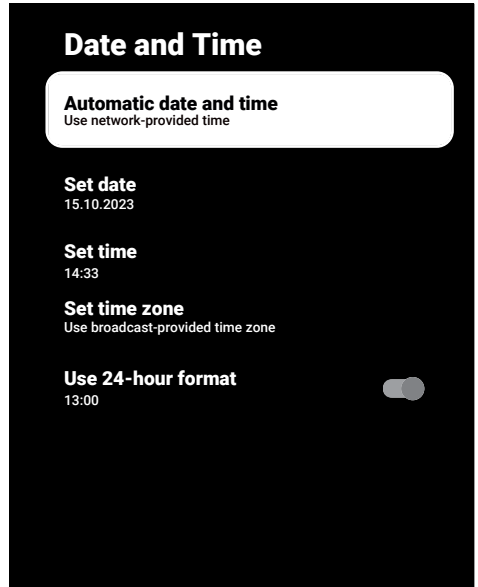 Date and Time
Automatic date and time
Use network-provided time
Set date
15.10.2023
Set time
14:33
Set time zone
Use broadcast-provided time zone
Use 24-hour format
13:00